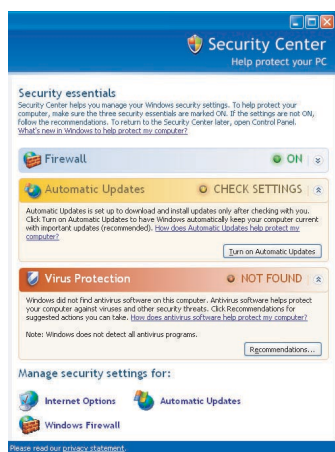 Security Center
Help protect your PC
Security essentials
Security Center helps you manage your Windows security settings. To help protect your
computer, make sure the three security essentials are marked ON. If the settings are not ON,
follow the recommendations. To return to the Security Center later, open Control Panel.
What's new in Windows to help protect my computer?
Firewall ON
Automatic Updates CHECK SETTINGS
Automatic Updates is set up to download and install updates only after checking with you.
Click Turn on Automatic Updates to have Windows automatically keep your computer current
with important updates (recommended). How does Automatic Updates help protect my
computer?
Turn on Automatic Updates
Virus Protection NOT FOUND
Windows did not find antivirus software on this computer. Antivirus software helps protect
your computer against viruses and other security threats. Click Recommendations for
suggested actions you can take. How does antivirus software help protect my computer?
Note: Windows does not detect all antivirus programs.
Recommendations...
Manage security settings for:
Internet Options Automatic Updates
Windows Firewall
Please read our privacy statement.